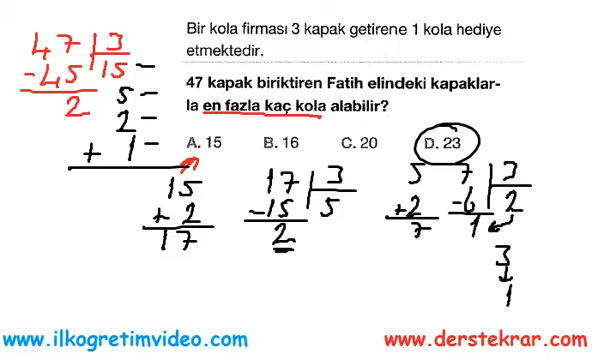 Bir kola firması 3 kapak getirene 1 kola hediye
etmektedir.
47 kapak biriktiren Fatih elindeki kapaklar-
la en fazla kaç kola alabilir?
A. 15 B. 16 C. 20 D. 23
47 3
-45 15 -
2 5 -
2 -
+ 1 -
15
+ 2
17
17 3
-15 5
2
5
+2
7
7 3
-6 2
1
3
↓
1
www.ilkogretimvideo.com www.derstekrar.com